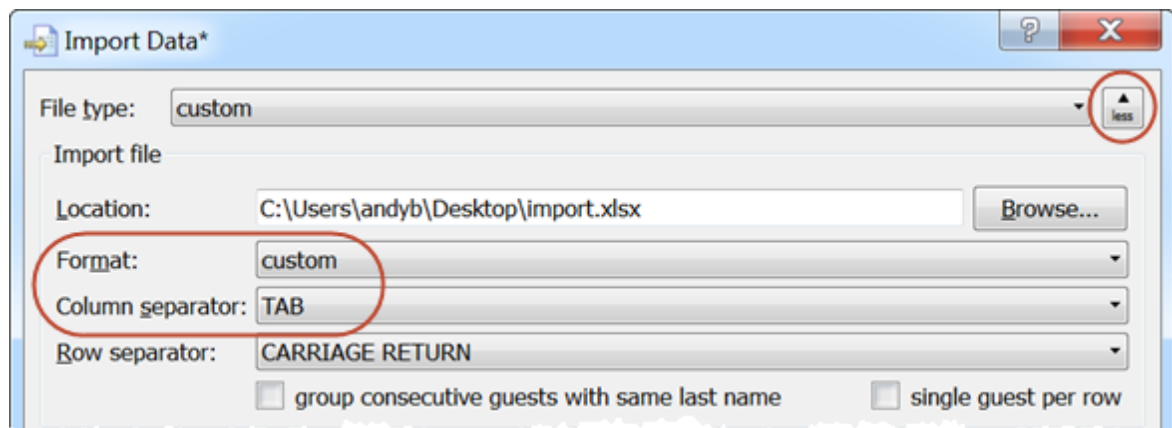 Import Data*
File type: custom less
Import file
Location: C:\Users\andyb\Desktop\import.xlsx Browse...
Format: custom
Column separator: TAB
Row separator: CARRIAGE RETURN
group consecutive guests with same last name single guest per row